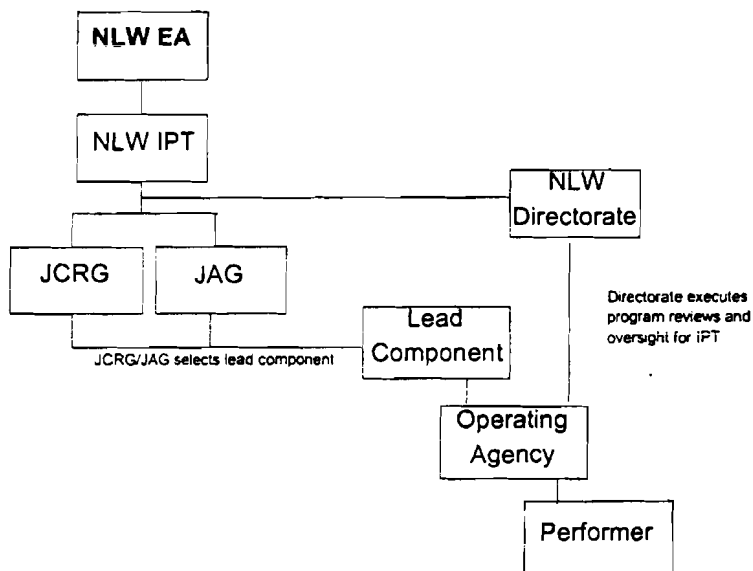 NLW EA
NLW IPT
NLW
Directorate
JCRG
JAG
Lead
Component
Directorate executes
program reviews and
oversight for IPT
JCRG/JAG selects lead component
Operating
Agency
Performer